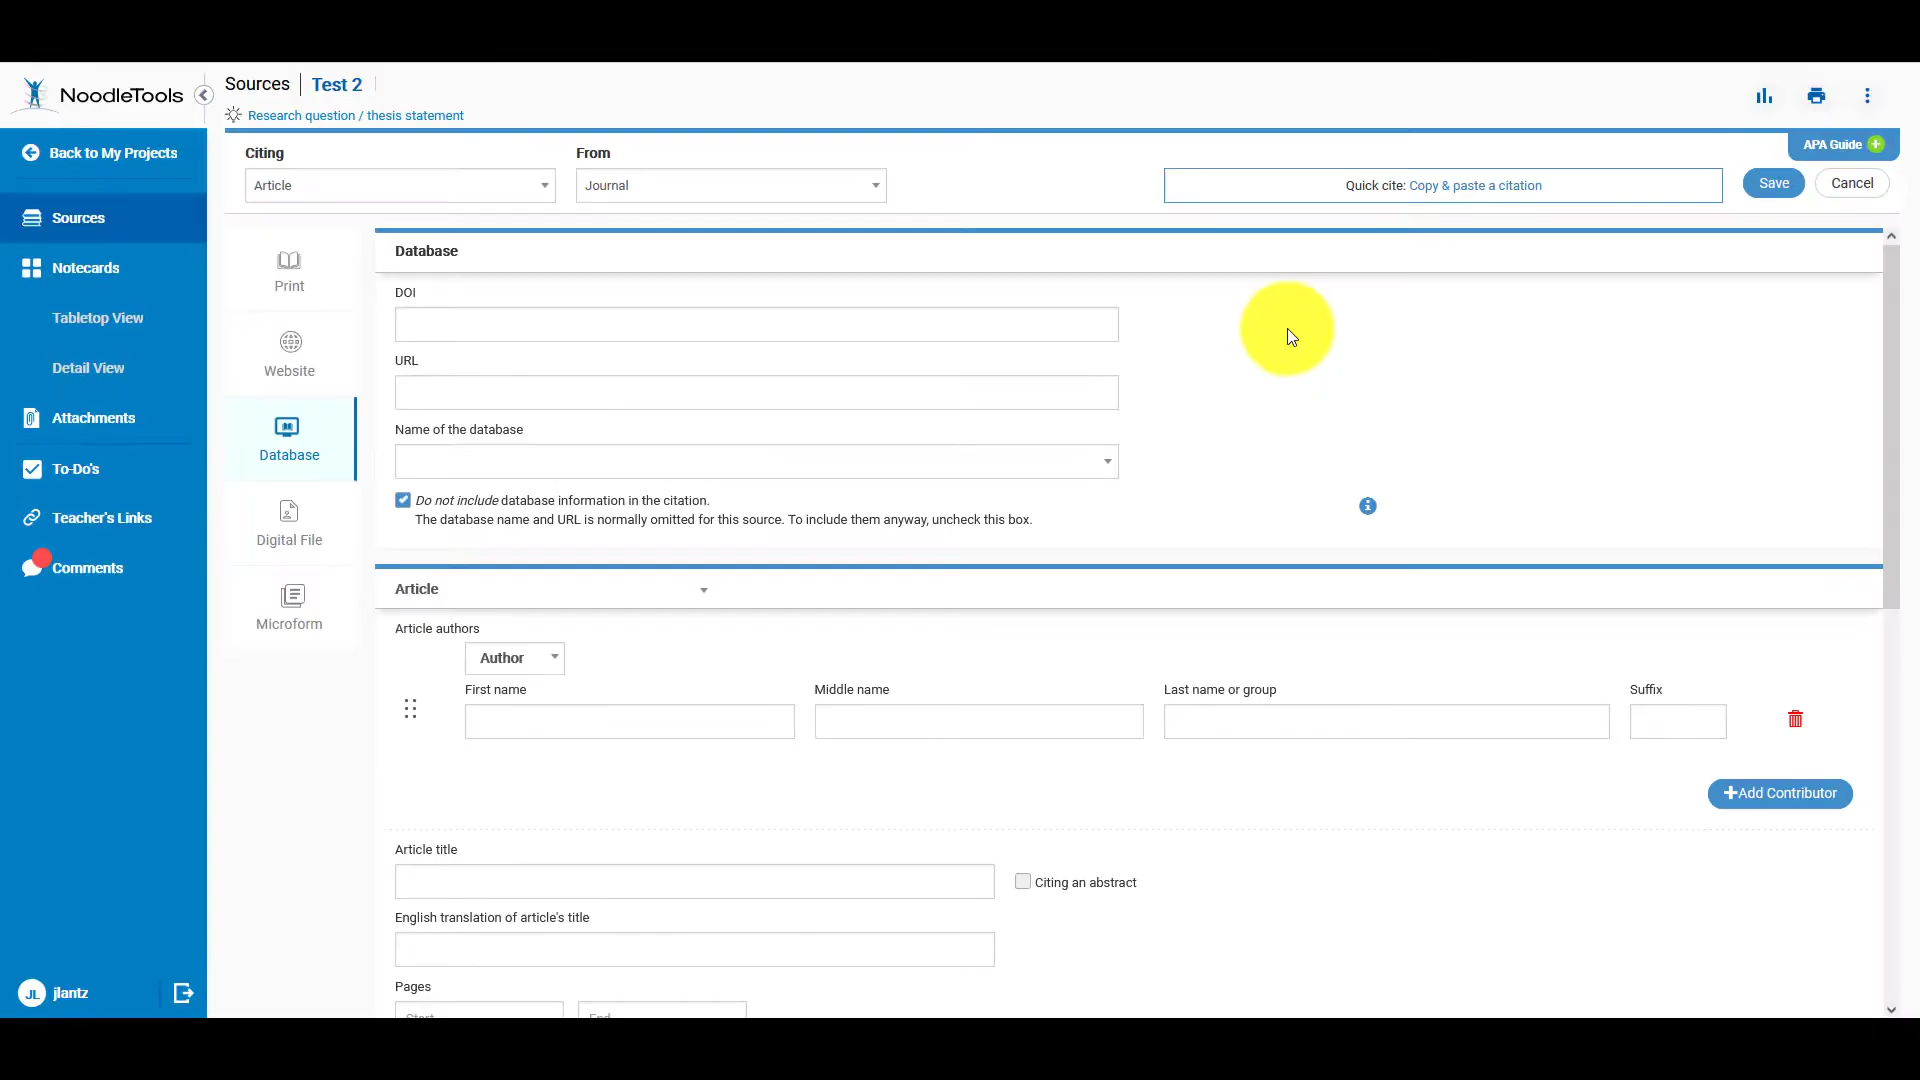 NoodleTools
Sources
Test 2
Research question / thesis statement
Back to My Projects
Sources
Notecards
Tabletop View
Detail View
Attachments
To-Do's
Teacher's Links
Comments
JL jlantz
Citing
From
APA Guide
Article
Journal
Quick cite: Copy & paste a citation
Save
Cancel
Print
Website
Database
Digital File
Microform
Database
DOI
URL
Name of the database
Do not include database information in the citation.
The database name and URL is normally omitted for this source. To include them anyway, uncheck this box.
Article
Article authors
Author
First name
Middle name
Last name or group
Suffix
Add Contributor
Article title
Citing an abstract
English translation of article's title
Pages
Start
End